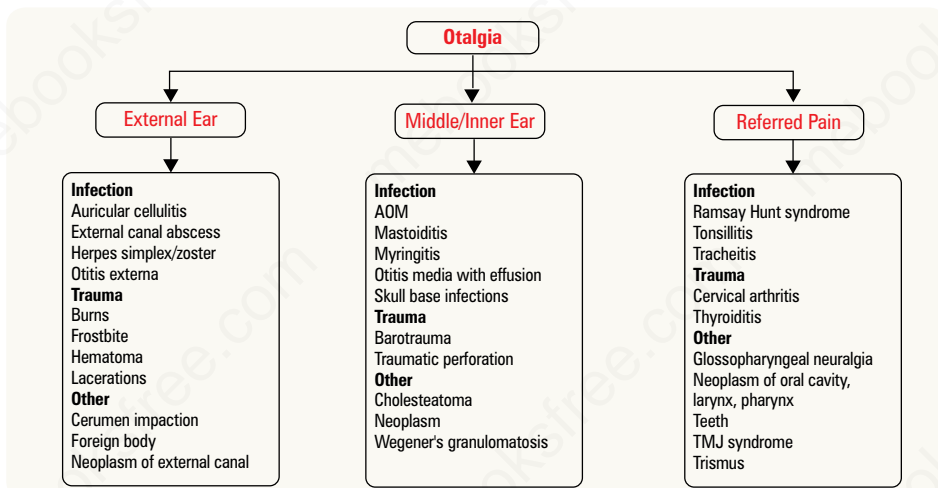 Otalgia
External Ear
Middle/Inner Ear
Referred Pain
Infection
Auricular cellulitis
External canal abscess
Herpes simplex/zoster
Otitis externa
Trauma
Burns
Frostbite
Hematoma
Lacerations
Other
Cerumen impaction
Foreign body
Neoplasm of external canal
Infection
AOM
Mastoiditis
Myringitis
Otitis media with effusion
Skull base infections
Trauma
Barotrauma
Traumatic perforation
Other
Cholesteatoma
Neoplasm
Wegener's granulomatosis
Infection
Ramsay Hunt syndrome
Tonsillitis
Tracheitis
Trauma
Cervical arthritis
Thyroiditis
Other
Glossopharyngeal neuralgia
Neoplasm of oral cavity,
larynx, pharynx
Teeth
TMJ syndrome
Trismus